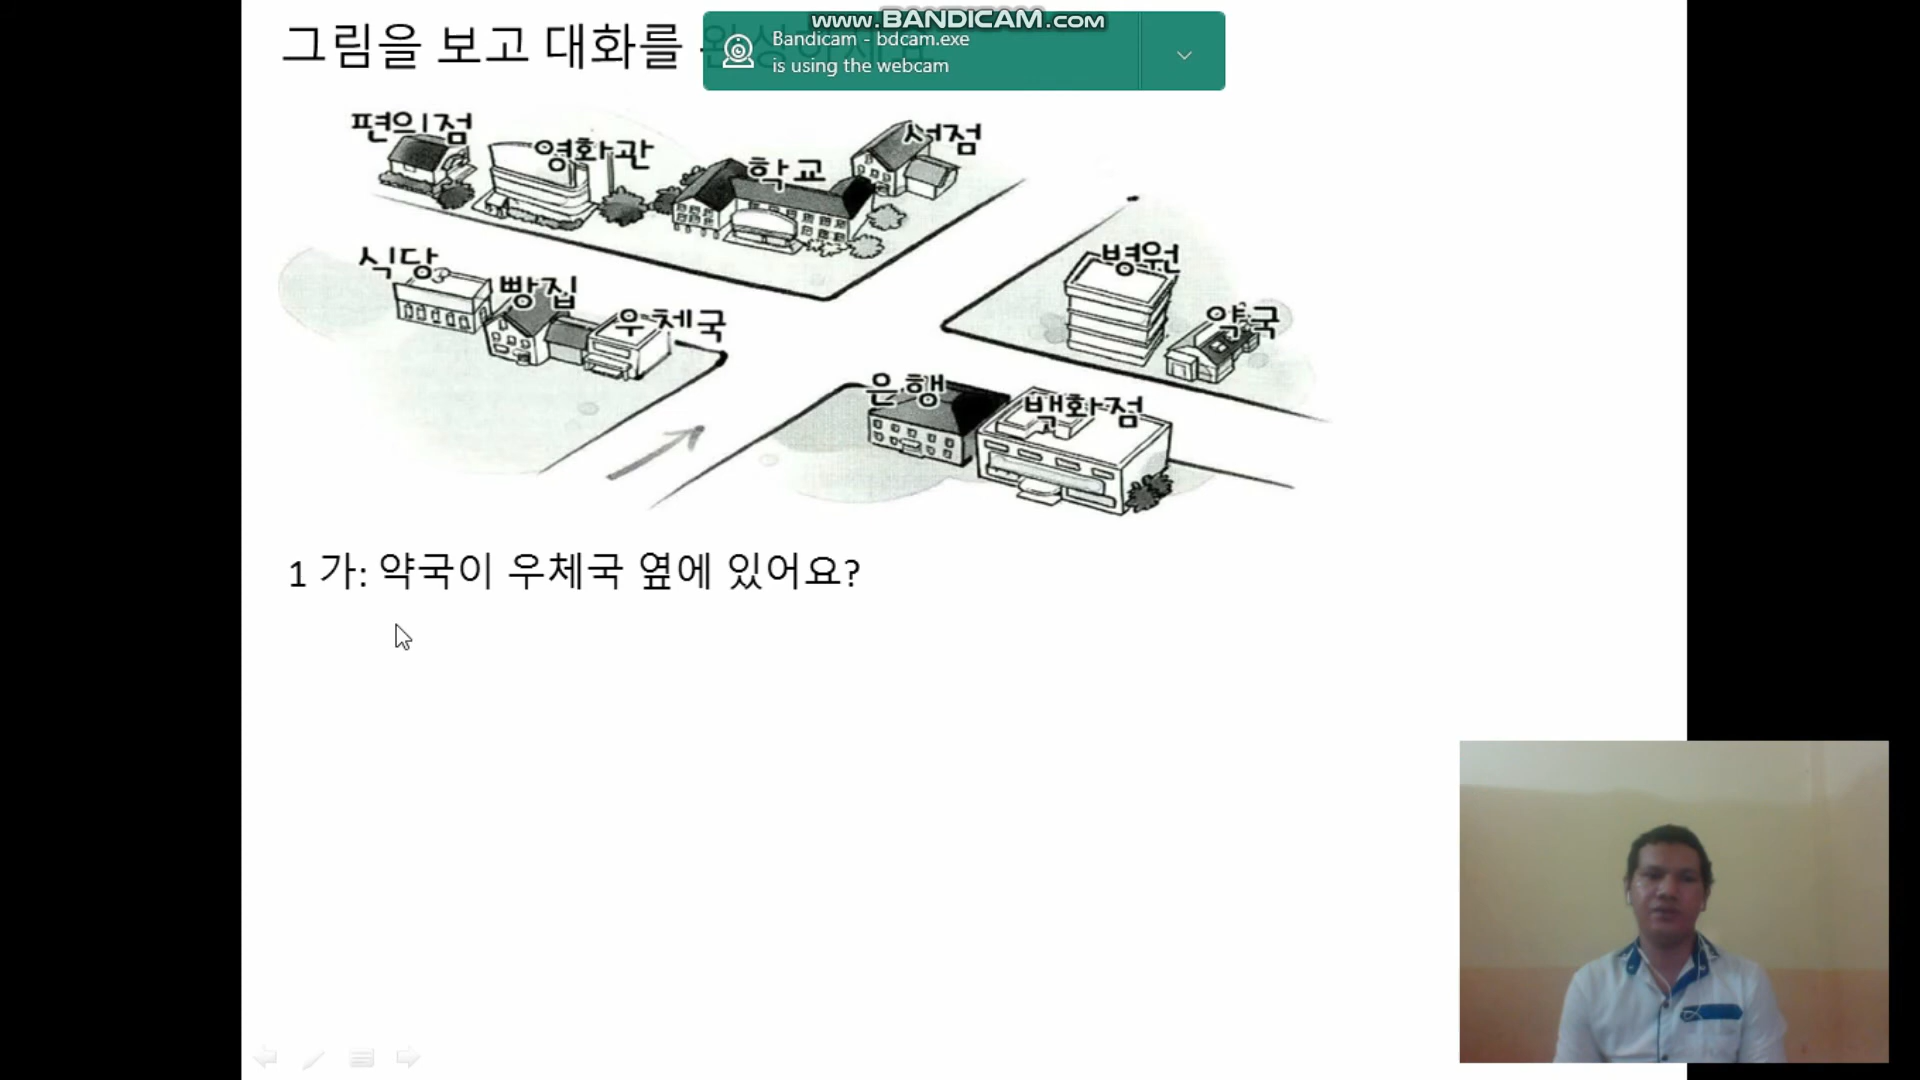 www.BANDICAM.com
그림을 보고 대화를
Bandicam - bdcam.exe
is using the webcam
편의점
영화관
학교
서점
식당
빵집
우체국
병원
약국
은행
백화점
1 가: 약국이 우체국 옆에 있어요?